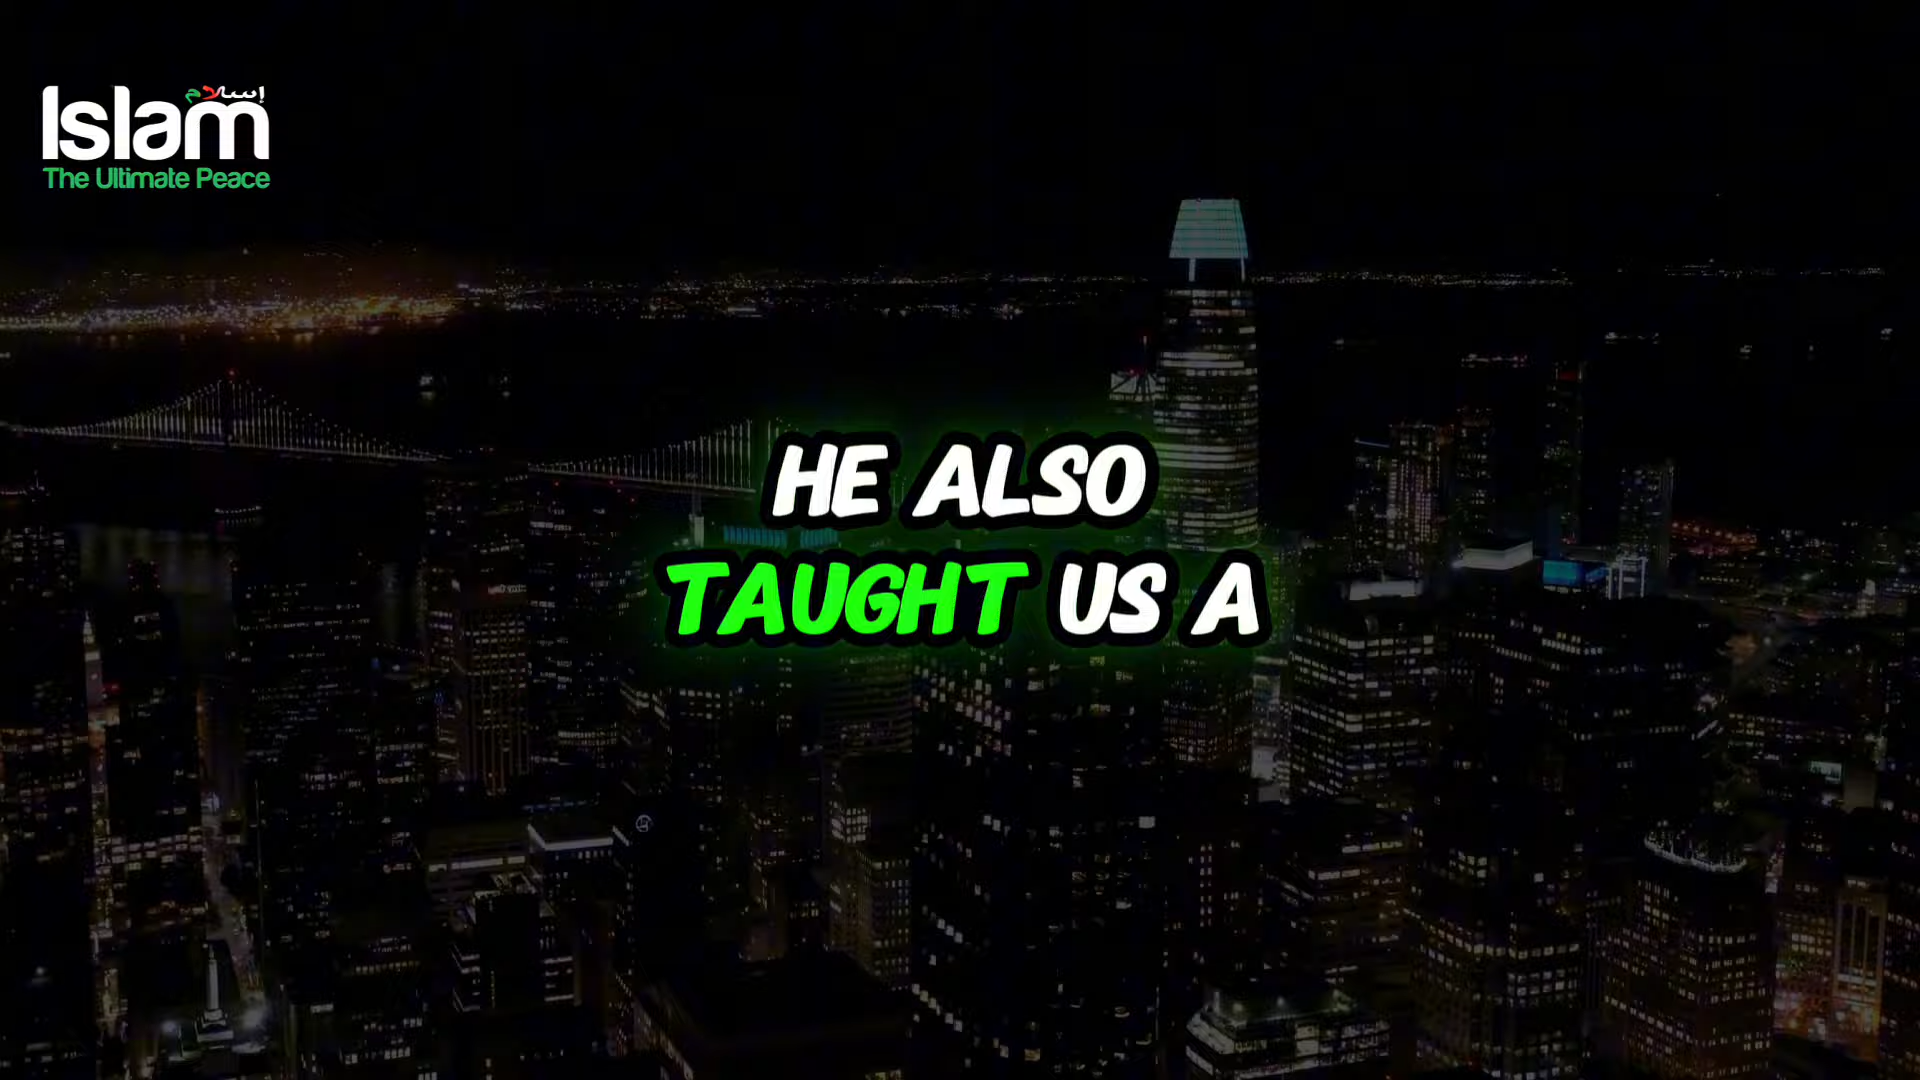 إسلام
Islam
The Ultimate Peace
HE ALSO
TAUGHT US A